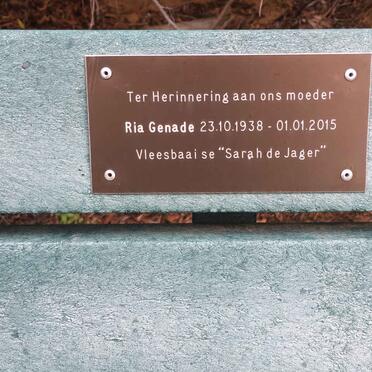 Ter Herinnering aan ons moeder
Ria Genade 23.10.1938 - 01.01.2015
Vleesbaai se "Sarah de Jager"